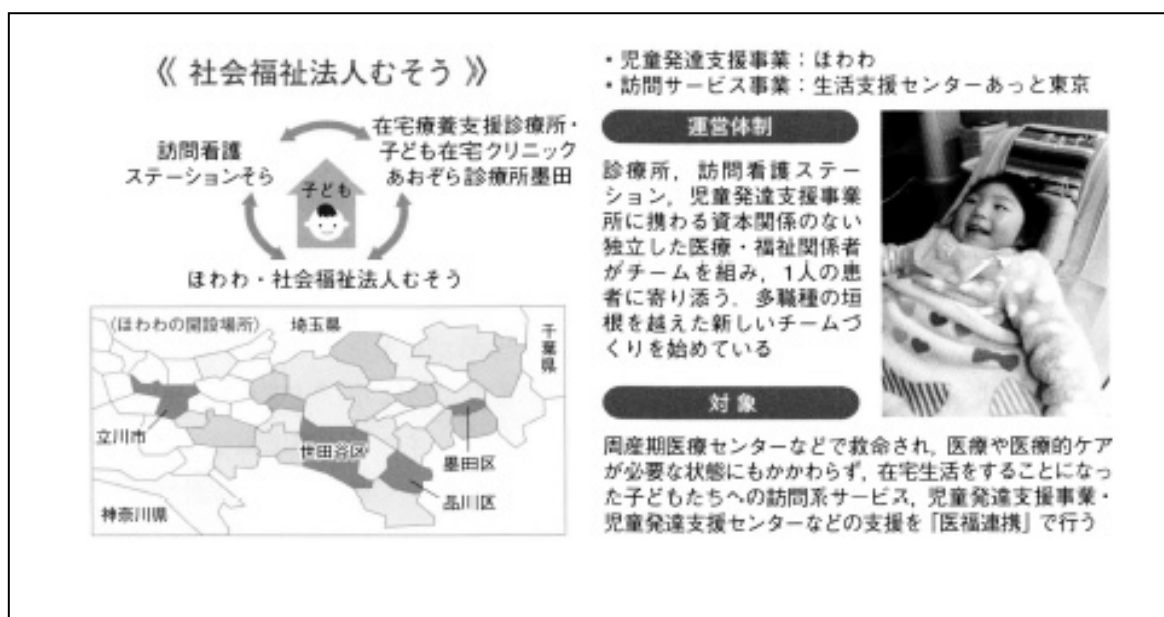 《 社会福祉法人むそう 》
訪問看護
ステーションそら
在宅療養支援診療所・
子ども在宅クリニック
あおぞら診療所墨田
子ども
ほわわ・社会福祉法人むそう
(ほわわの開設場所)
埼玉県
千葉県
立川市
世田谷区
墨田区
品川区
神奈川県
・児童発達支援事業：ほわわ
・訪問サービス事業：生活支援センターあっと東京
運営体制
診療所，訪問看護ステー
ション，児童発達支援事業
所に携わる資本関係のない
独立した医療・福祉関係者
がチームを組み，1人の患
者に寄り添う．多職種の垣
根を越えた新しいチームづ
くりを始めている
対象
周産期医療センターなどで救命され，医療や医療的ケア
が必要な状態にもかかわらず，在宅生活をすることになっ
た子どもたちへの訪問系サービス，児童発達支援事業・
児童発達支援センターなどの支援を「医福連携」で行う